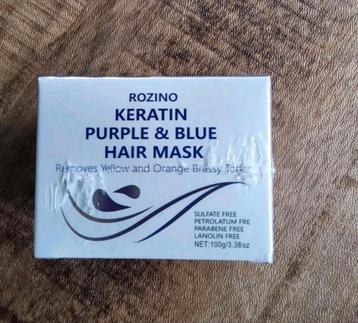 ROZINO
KERATIN
PURPLE & BLUE
HAIR MASK
Removes Yellow and Orange Brassy Tones
SULFATE FREE
PETROLATUM FRE
PARABENE FREE
LANOLIN FREE
NET:100g/3.38oz